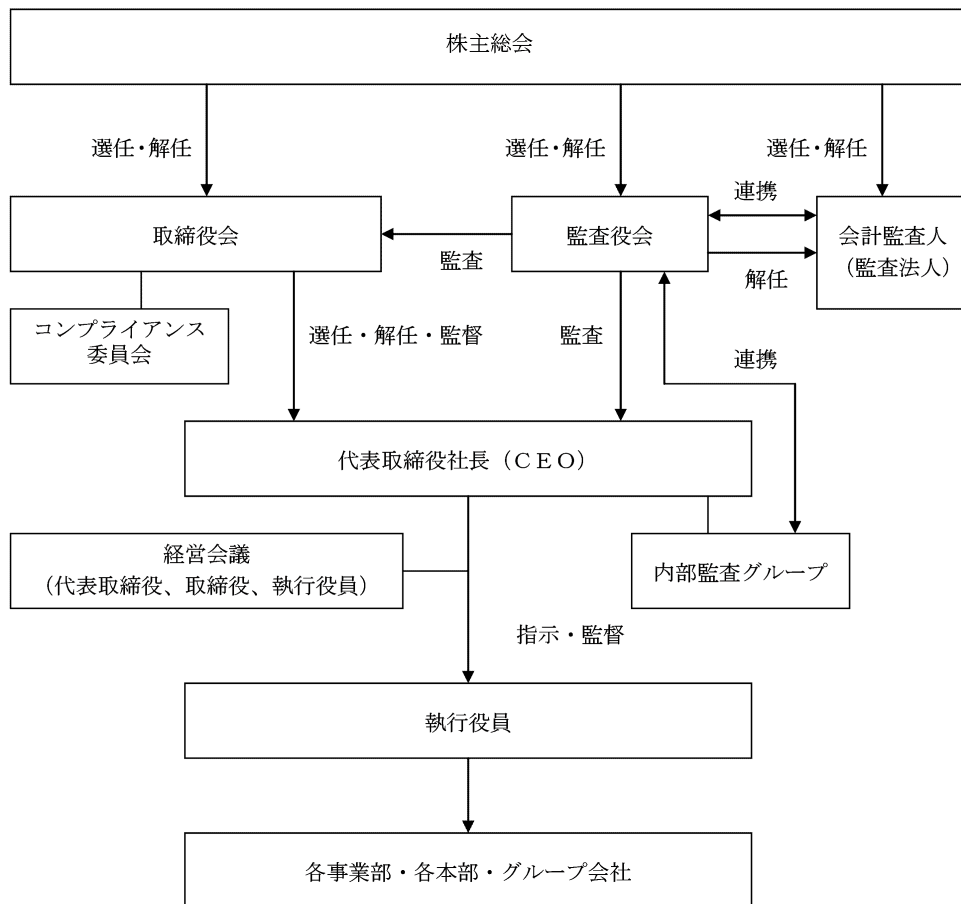 株主総会
選任・解任
選任・解任
選任・解任
連携
取締役会
監査役会
会計監査人
（監査法人）
監査
解任
コンプライアンス
委員会
選任・解任・監督
監査
連携
代表取締役社長（ＣＥＯ）
経営会議
（代表取締役、取締役、執行役員）
内部監査グループ
指示・監督
執行役員
各事業部・各本部・グループ会社